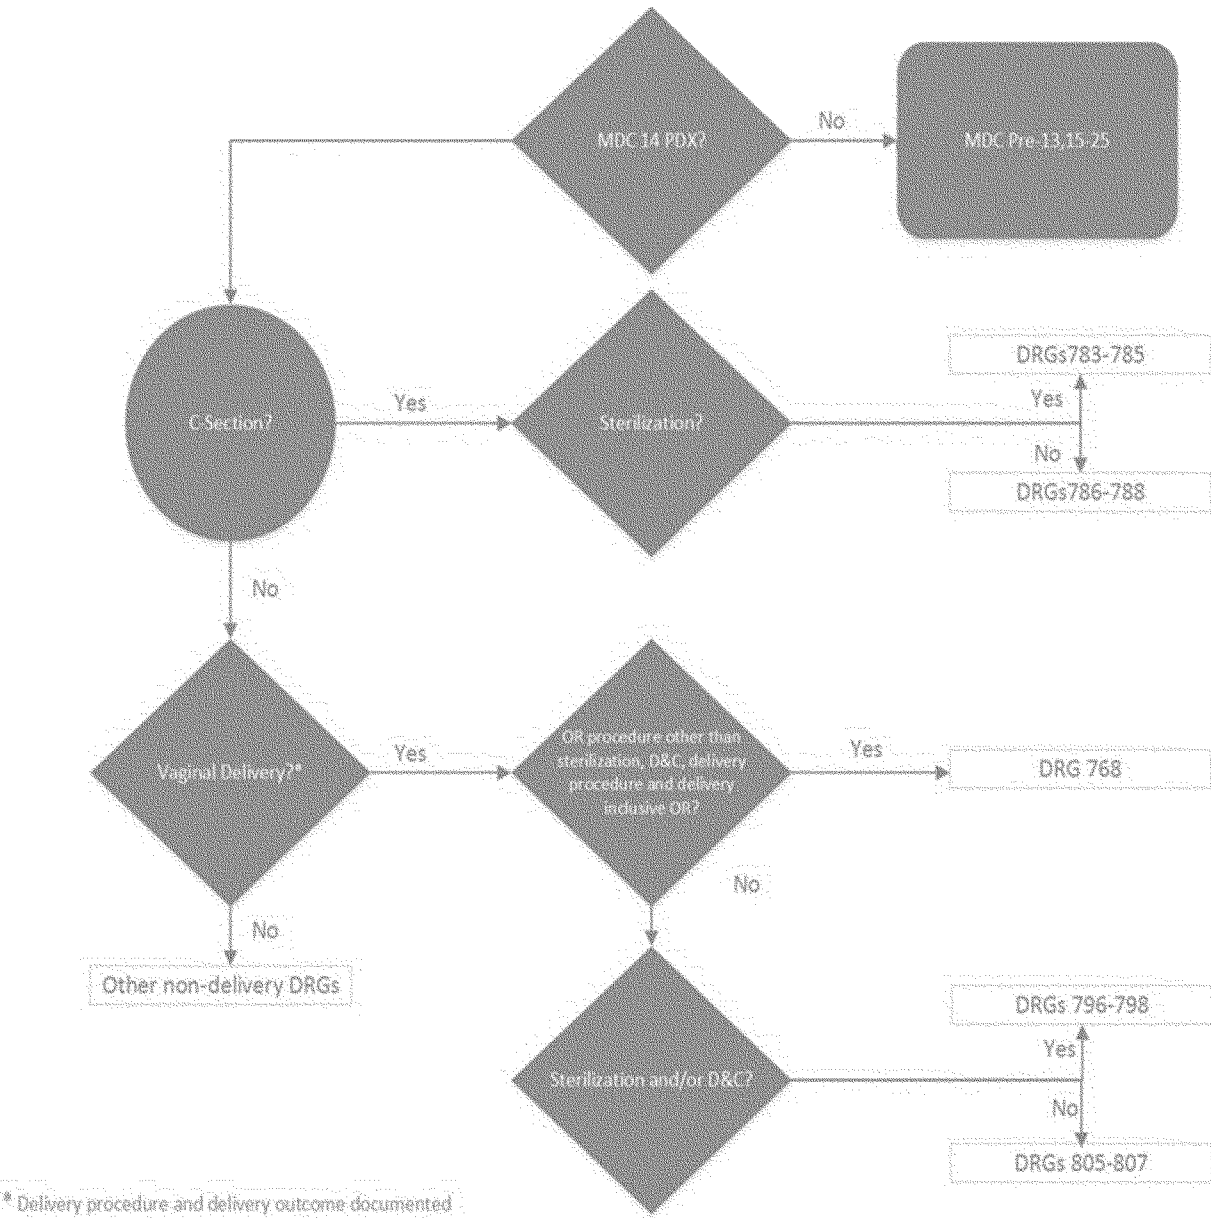 MDC 14 PDX?
No
MDC Pre-13,15-25
C-Section?
Yes
Sterilization?
DRGs783-785
Yes
No
DRGs786-788
No
Vaginal Delivery?*
Yes
OR procedure other than
sterilization, D&C, delivery
procedure and delivery
inclusive OR?
Yes
DRG 768
No
No
Other non-delivery DRGs
Sterilization and/or D&C?
DRGs 796-798
Yes
No
DRGs 805-807
* Delivery procedure and delivery outcome documented